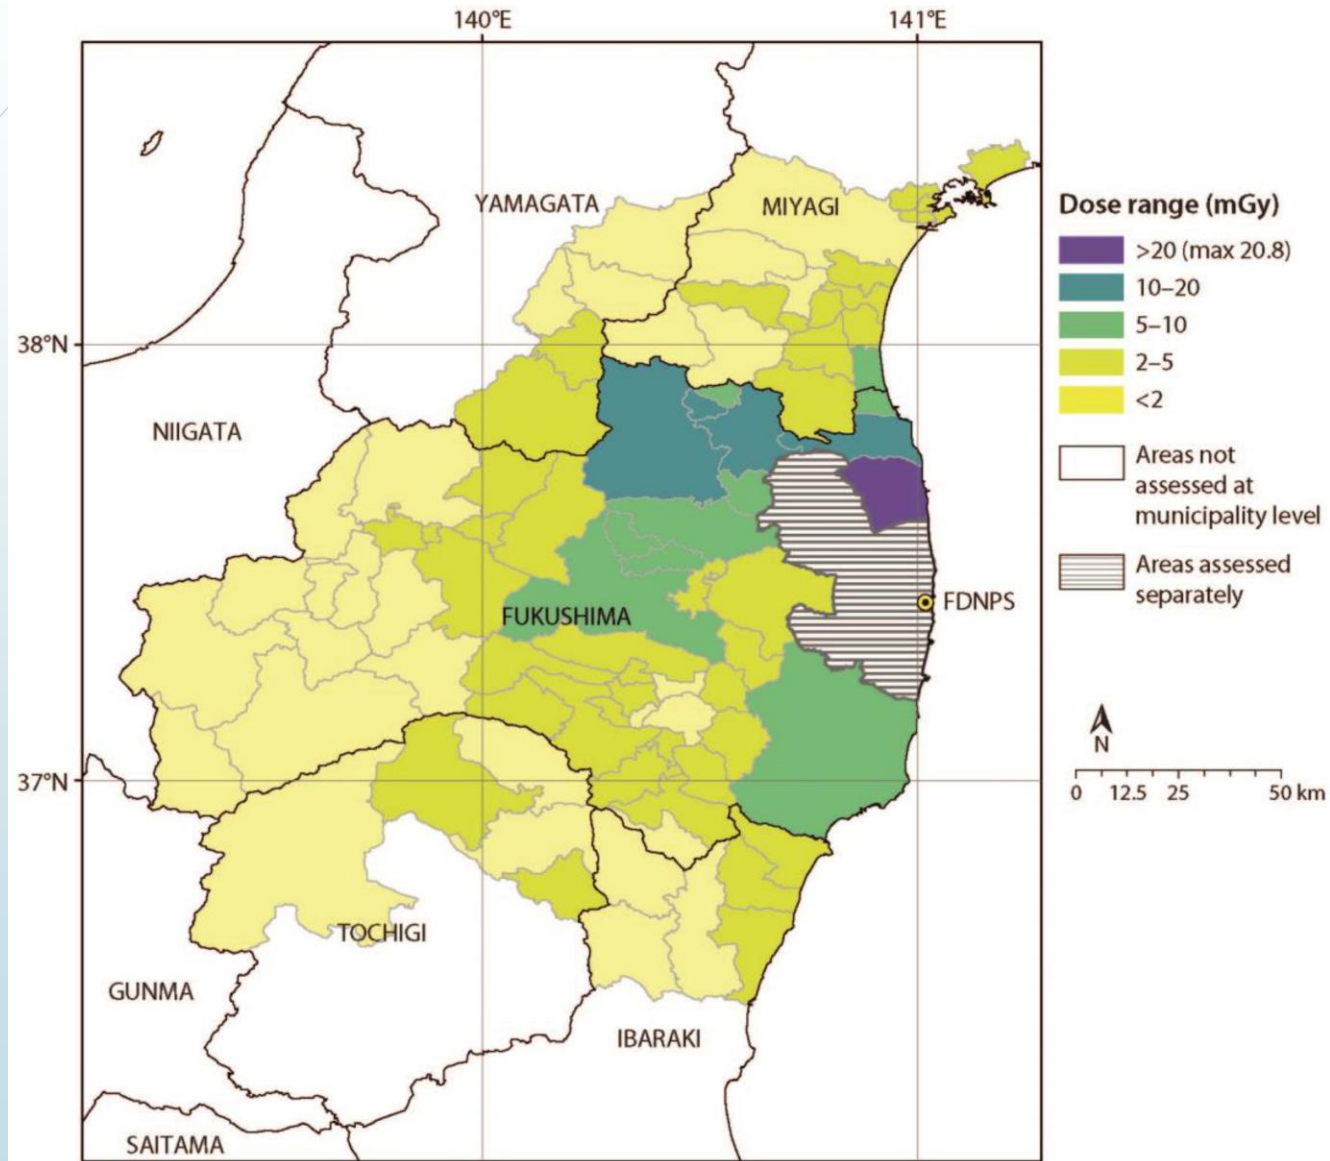 140°E
141°E
YAMAGATA
MIYAGI
Dose range (mGy)
>20 (max 20.8)
10–20
5–10
2–5
<2
38°N
NIIGATA
Areas not
assessed at
municipality level
Areas assessed
separately
FUKUSHIMA
FDNPS
N
37°N
0 12.5 25 50 km
TOCHIGI
GUNMA
IBARAKI
SAITAMA